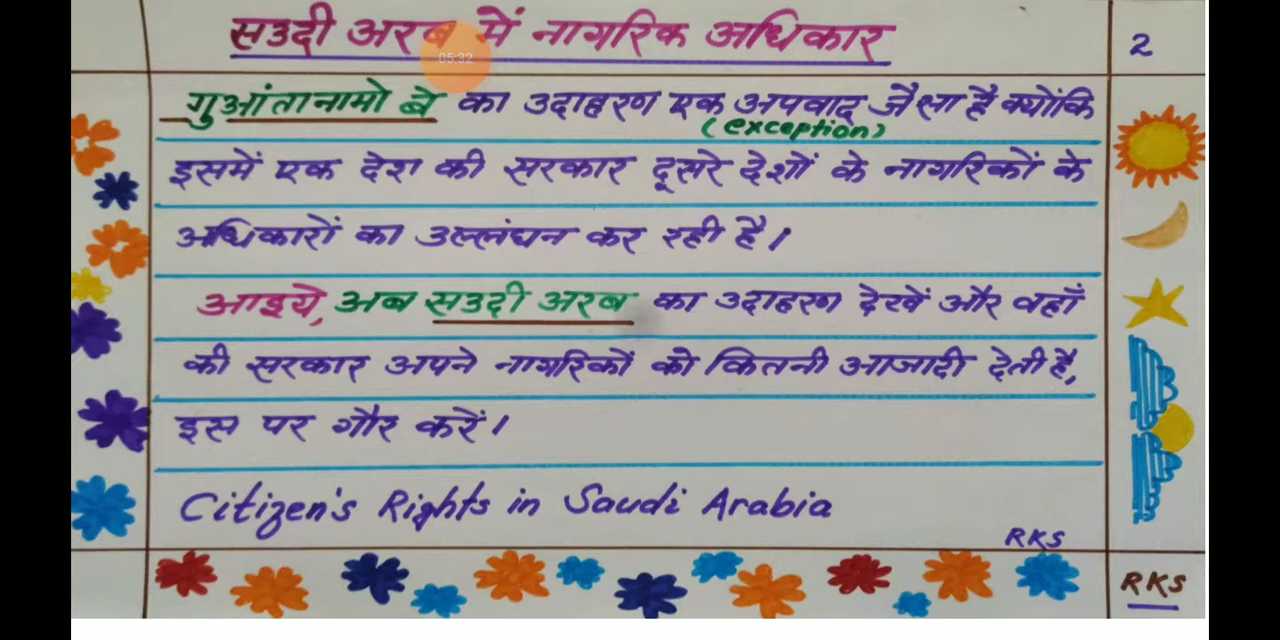 सउदी अरब में नागरिक अधिकार
2
05:32
गुआंतानामो बे का उदाहरण एक अपवाद जैसा है क्योंकि
(exception)
इसमें एक देश की सरकार दूसरे देशों के नागरिकों के
अधिकारों का उल्लंघन कर रही है।
आइये, अब सउदी अरब का उदाहरण देखें और वहाँ
की सरकार अपने नागरिकों को कितनी आजादी देती है,
इस पर गौर करें।
Citizen's Rights in Saudi Arabia
RKS
RKS